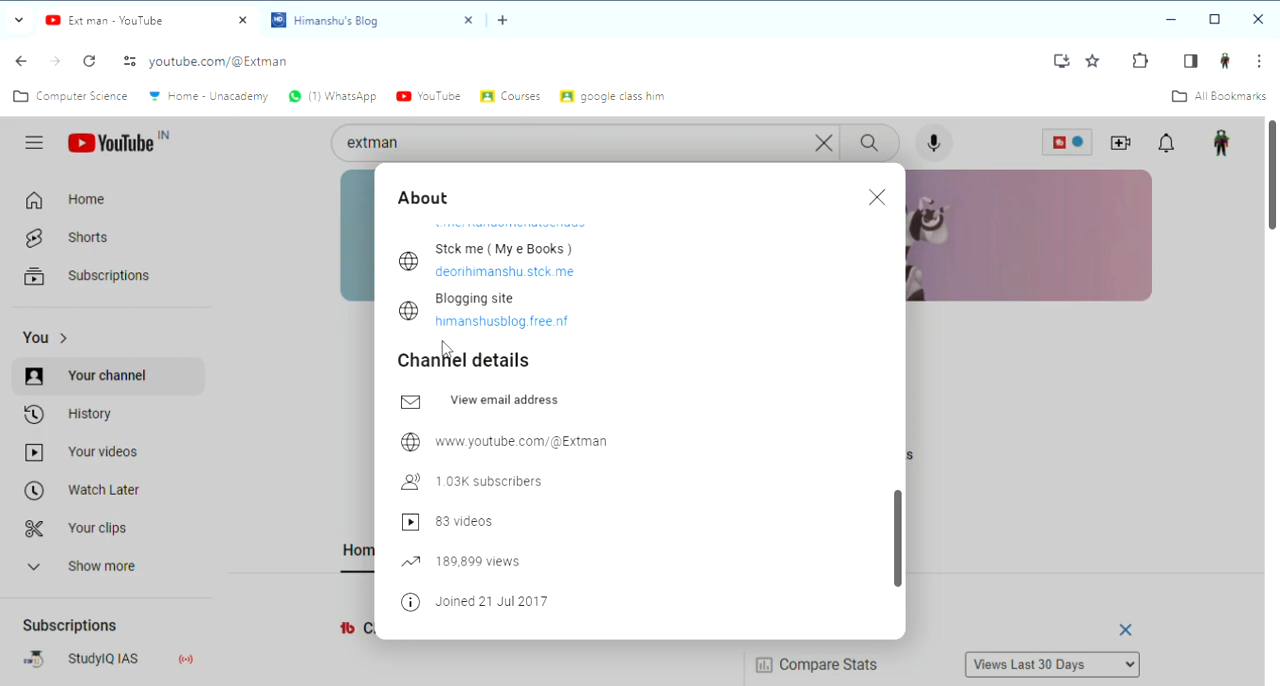 Ext man - YouTube
Himanshu's Blog
youtube.com/@Extman
Computer Science
Home - Unacademy
(1) WhatsApp
YouTube
Courses
google class him
All Bookmarks
YouTube IN
extman
Home
Shorts
Subscriptions
You
Your channel
History
Your videos
Watch Later
Your clips
Show more
Subscriptions
StudyIQ IAS
About
Stck me ( My e Books )
deorihimanshu.stck.me
Blogging site
himanshusblog.free.nf
Channel details
View email address
www.youtube.com/@Extman
1.03K subscribers
83 videos
189,899 views
Joined 21 Jul 2017
Hom
Compare Stats
Views Last 30 Days